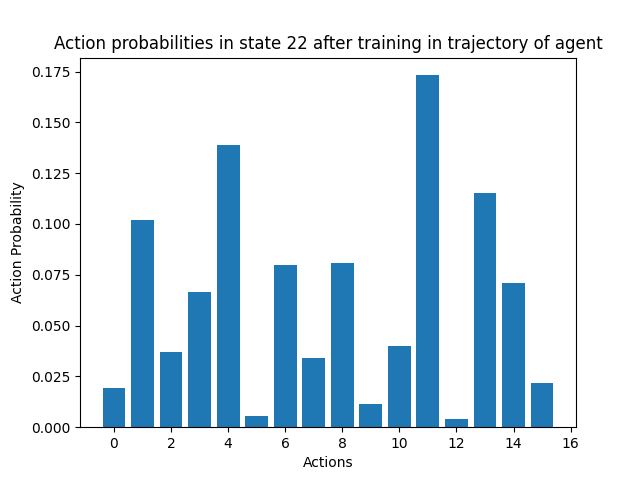 Action probabilities in state 22 after training in trajectory of agent
0.175
0.150
0.125
0.100
0.075
0.050
0.025
0.000
Action Probability
0 2 4 6 8 10 12 14 16
Actions